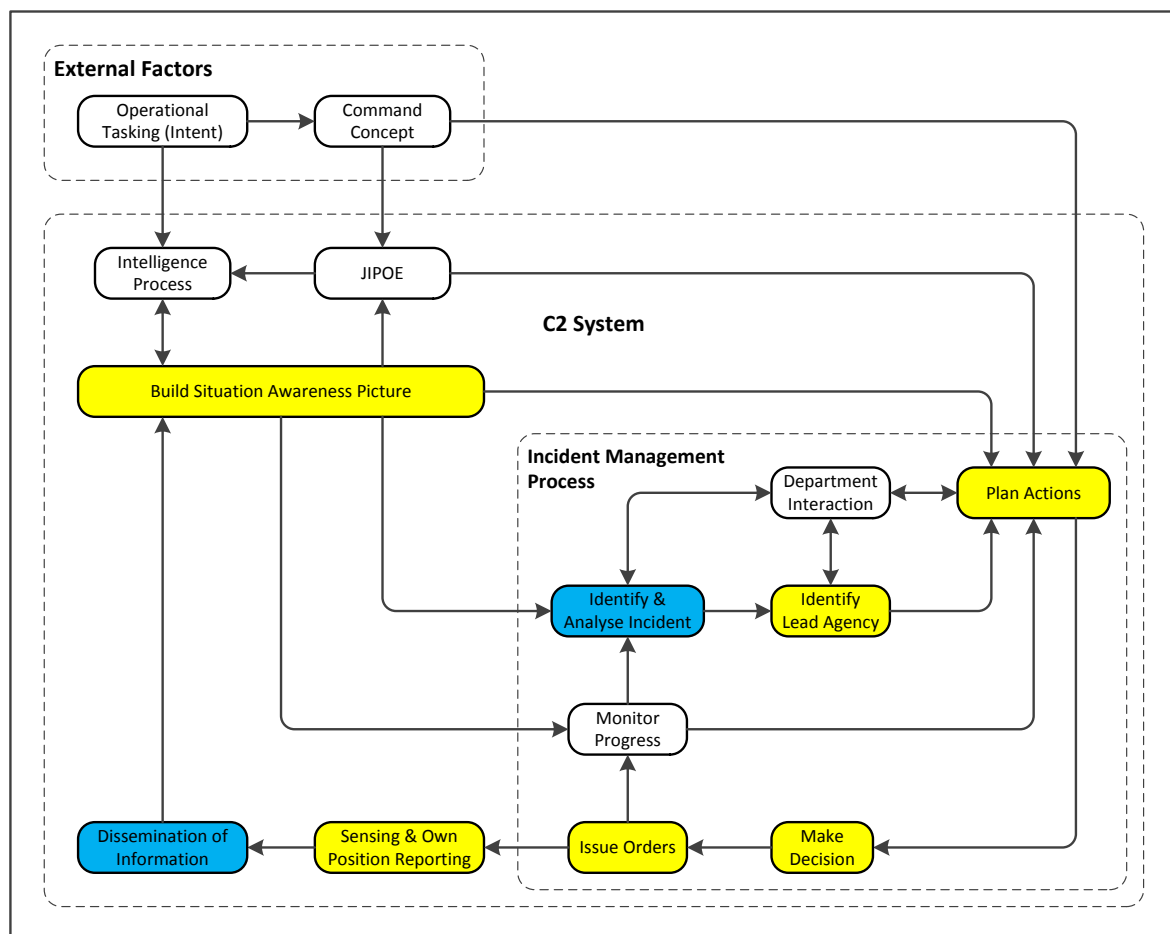 External Factors
Operational
Tasking (Intent)
Command
Concept
Intelligence
Process
JIPOE
C2 System
Build Situation Awareness Picture
Incident Management
Process
Department
Interaction
Plan Actions
Identify &
Analyse Incident
Identify
Lead Agency
Monitor
Progress
Dissemination of
Information
Sensing & Own
Position Reporting
Issue Orders
Make
Decision